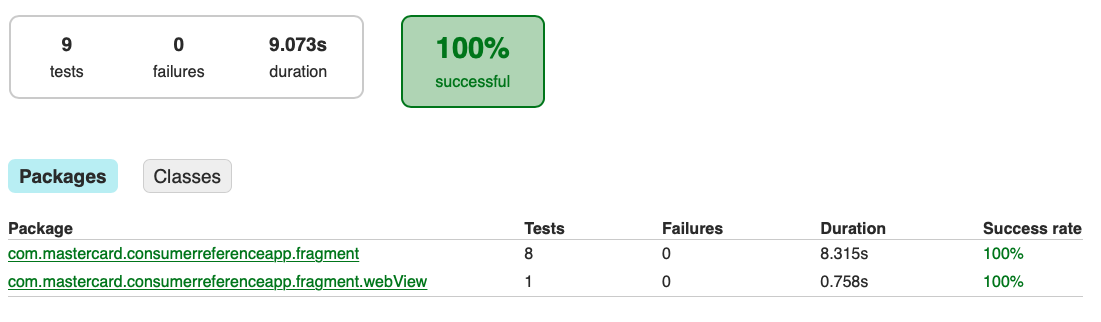 9 0 9.073s 100%
tests failures duration successful
Packages Classes
Package Tests Failures Duration Success rate
com.mastercard.consumerreferenceapp.fragment 8 0 8.315s 100%
com.mastercard.consumerreferenceapp.fragment.webView 1 0 0.758s 100%